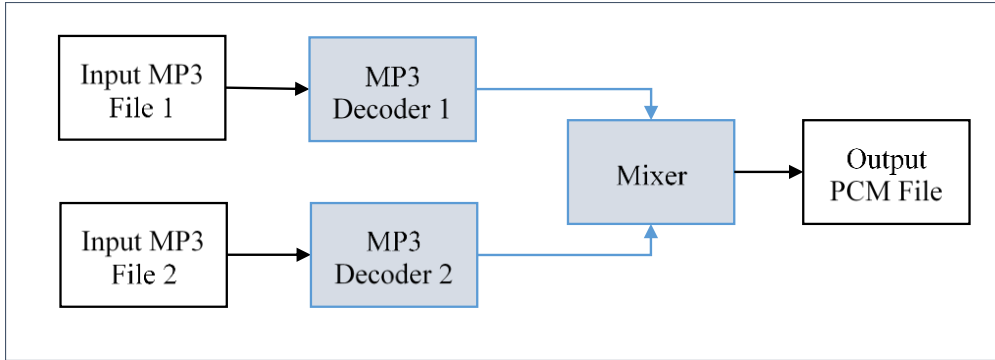 Input MP3
File 1
MP3
Decoder 1
Mixer
Output
PCM File
Input MP3
File 2
MP3
Decoder 2